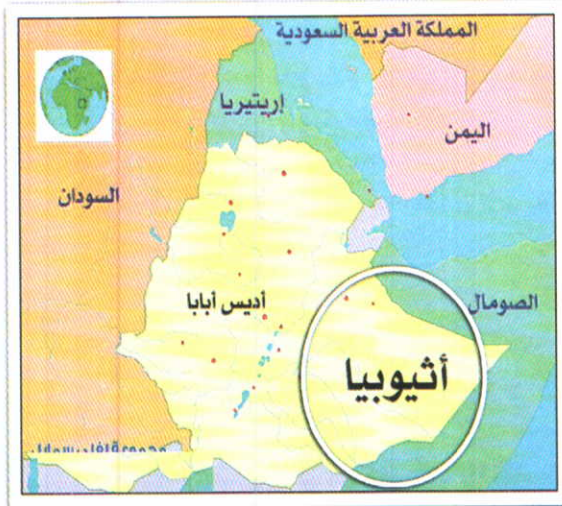 المملكة العربية السعودية
إريتيريا
اليمن
السودان
الصومال
أديس أبابا
أثيوبيا